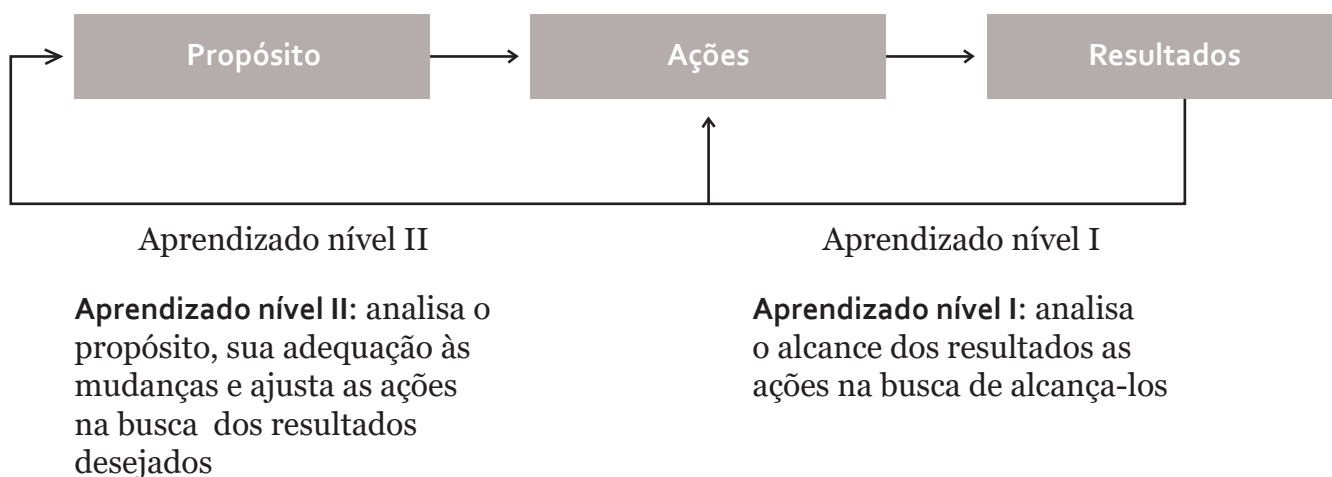 Propósito
Ações
Resultados
Aprendizado nível II
Aprendizado nível I
Aprendizado nível II: analisa o
propósito, sua adequação às
mudanças e ajusta as ações
na busca dos resultados
desejados
Aprendizado nível I: analisa
o alcance dos resultados as
ações na busca de alcança-los